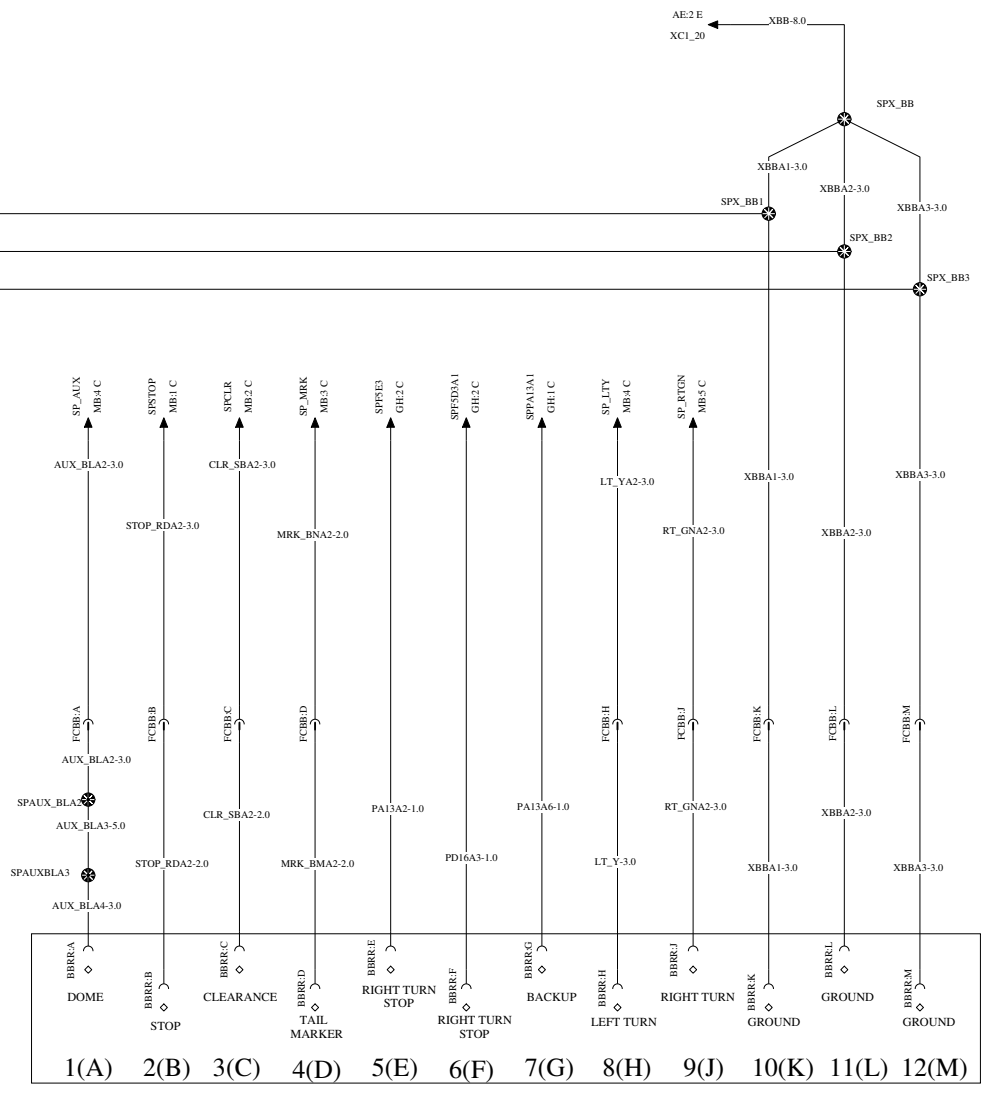 AE:2 E
XBB-8.0
XC1_20
SPX_BB
XBBA1-3.0
XBBA2-3.0
XBBA3-3.0
SPX_BB1
SPX_BB2
SPX_BB3
SP_AUX
MB:4 C
SPSTOP
MB:1 C
SPCLR
MB:2 C
SP_MRK
MB:3 C
SPF5E3
GH:2 C
SPF5D3A1
GH:2 C
SPPA13A1
GH:1 C
SP_LTY
MB:4 C
SP_RTGN
MB:5 C
AUX_BLA2-3.0
CLR_SBA2-3.0
LT_YA2-3.0
XBBA1-3.0
XBBA3-3.0
STOP_RDA2-3.0
MRK_BNA2-2.0
RT_GNA2-3.0
XBBA2-3.0
FCBB:A
FCBB:B
FCBB:C
FCBB:D
FCBB:H
FCBB:J
FCBB:K
FCBB:L
FCBB:M
AUX_BLA2-3.0
SPAUX_BLA2
AUX_BLA3-5.0
CLR_SBA2-2.0
PA13A2-1.0
PA13A6-1.0
RT_GNA2-3.0
XBBA2-3.0
SPAUXBLA3
STOP_RDA2-2.0
MRK_BMA2-2.0
PD16A3-1.0
LT_Y-3.0
XBBA1-3.0
XBBA3-3.0
AUX_BLA4-3.0
BBRR:A
BBRR:B
BBRR:C
BBRR:D
BBRR:E
BBRR:F
BBRR:G
BBRR:H
BBRR:J
BBRR:K
BBRR:L
BBRR:M
DOME
STOP
CLEARANCE
TAIL
MARKER
RIGHT TURN
STOP
RIGHT TURN
STOP
BACKUP
LEFT TURN
RIGHT TURN
GROUND
GROUND
GROUND
1(A) 2(B) 3(C) 4(D) 5(E) 6(F) 7(G) 8(H) 9(J) 10(K) 11(L) 12(M)